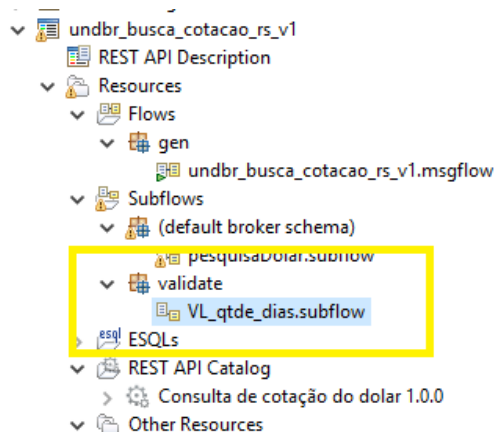 undbr_busca_cotacao_rs_v1
REST API Description
Resources
Flows
gen
undbr_busca_cotacao_rs_v1.msgflow
Subflows
(default broker schema)
pesquisaDolar.subflow
validate
VL_qtde_dias.subflow
esql ESQLs
REST API Catalog
Consulta de cotação do dolar 1.0.0
Other Resources